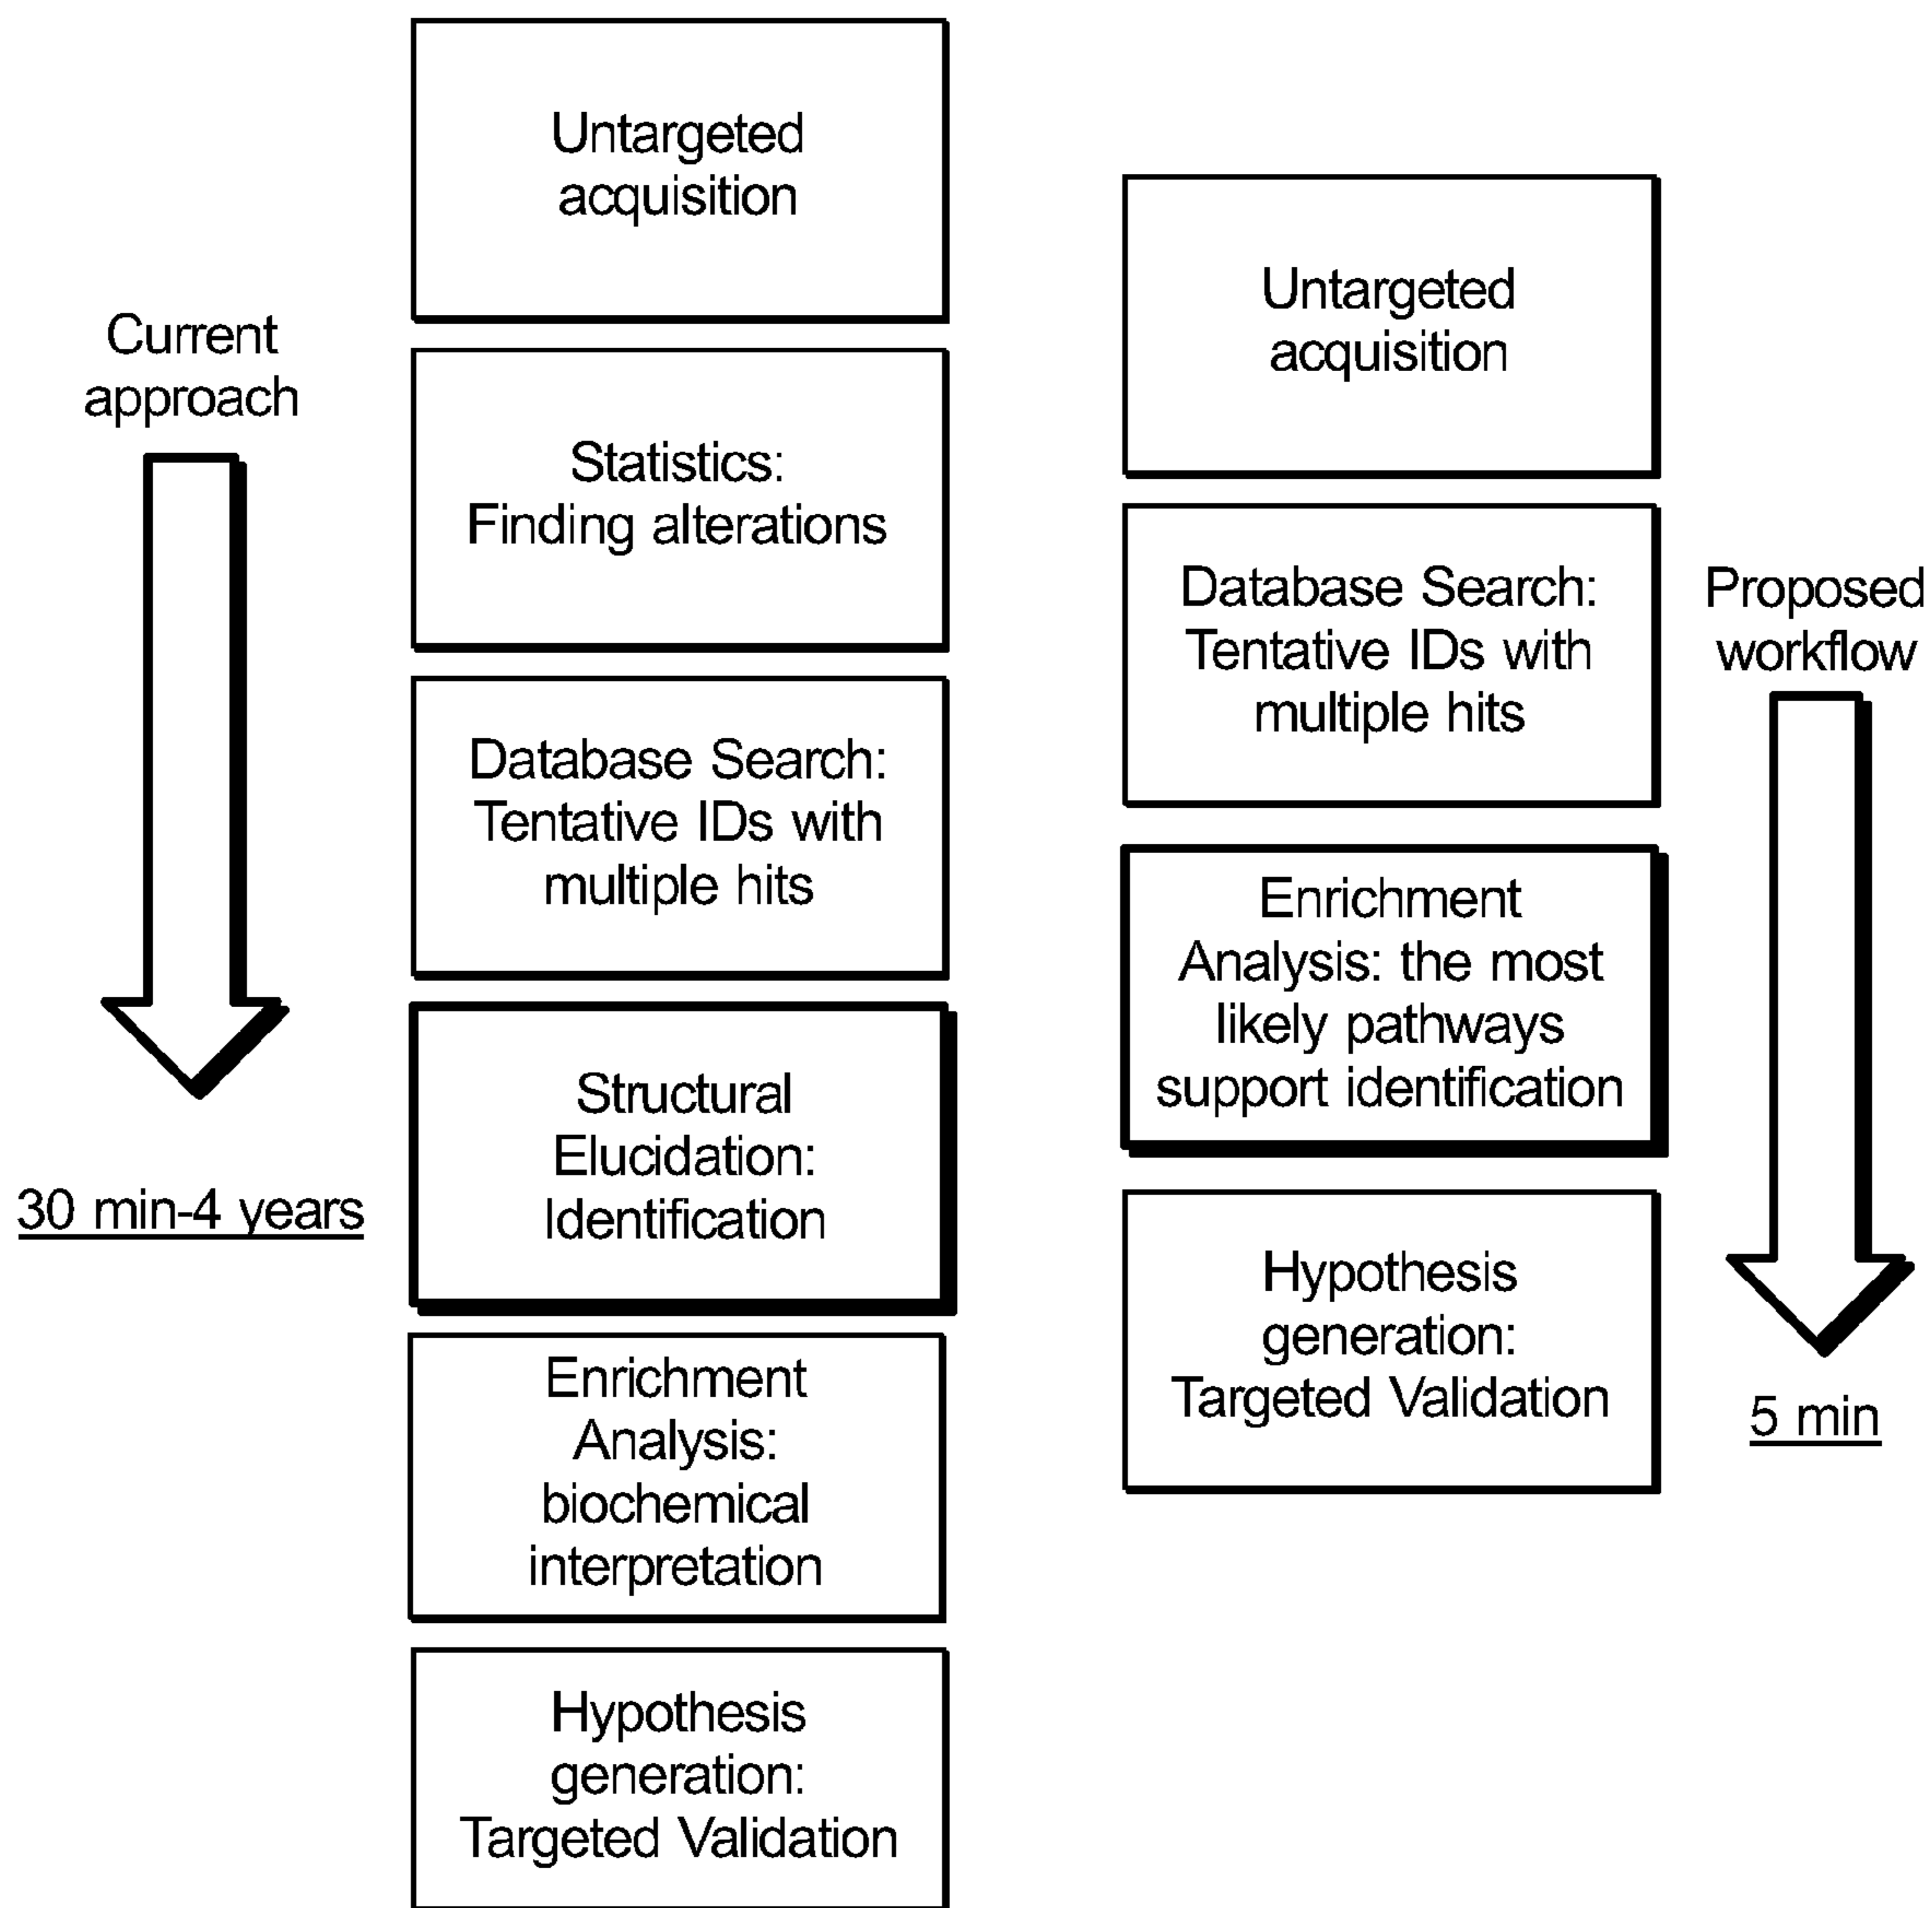 Current
approach
30 min-4 years
Untargeted
acquisition
Statistics:
Finding alterations
Database Search:
Tentative IDs with
multiple hits
Structural
Elucidation:
Identification
Enrichment
Analysis:
biochemical
interpretation
Hypothesis
generation:
Targeted Validation
Untargeted
acquisition
Database Search:
Tentative IDs with
multiple hits
Enrichment
Analysis: the most
likely pathways
support identification
Hypothesis
generation:
Targeted Validation
Proposed
workflow
5 min